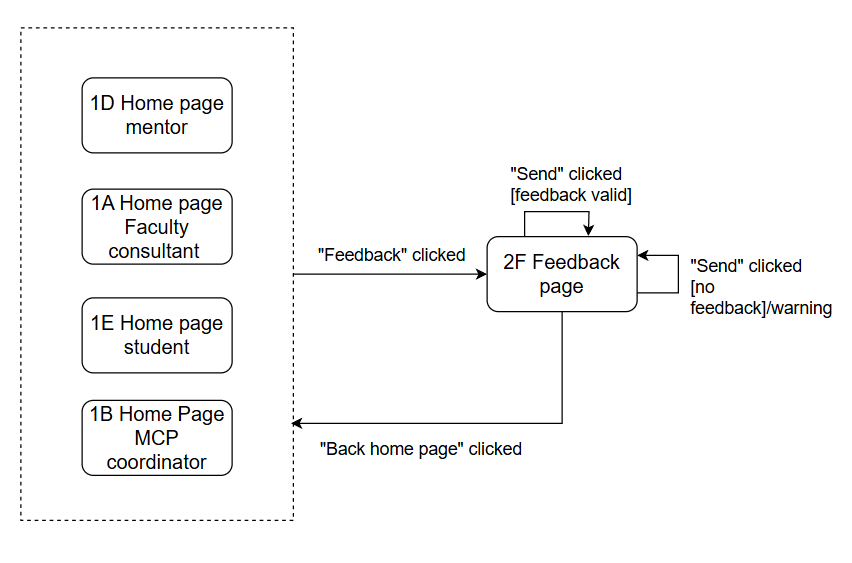 1D Home page
mentor
1A Home page
Faculty
consultant
1E Home page
student
1B Home Page
MCP
coordinator
"Feedback" clicked
"Back home page" clicked
"Send" clicked
[feedback valid]
2F Feedback
page
"Send" clicked
[no
feedback]/warning